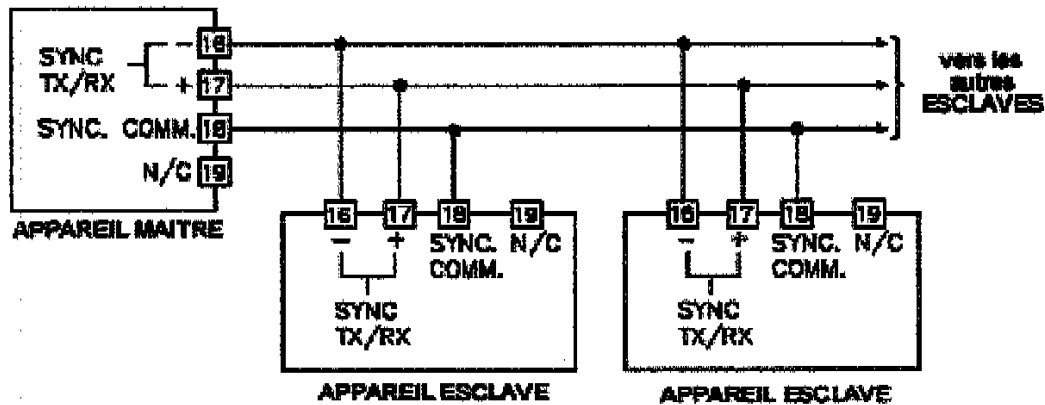 SYNC
TX/RX
− 16
+ 17
SYNC. COMM. 18
N/C 19
APPAREIL MAITRE
vers les
autres
ESCLAVES
16 17 18 19
− + SYNC. N/C
COMM.
SYNC
TX/RX
APPAREIL ESCLAVE
16 17 18 19
− + SYNC. N/C
COMM.
SYNC
TX/RX
APPAREIL ESCLAVE